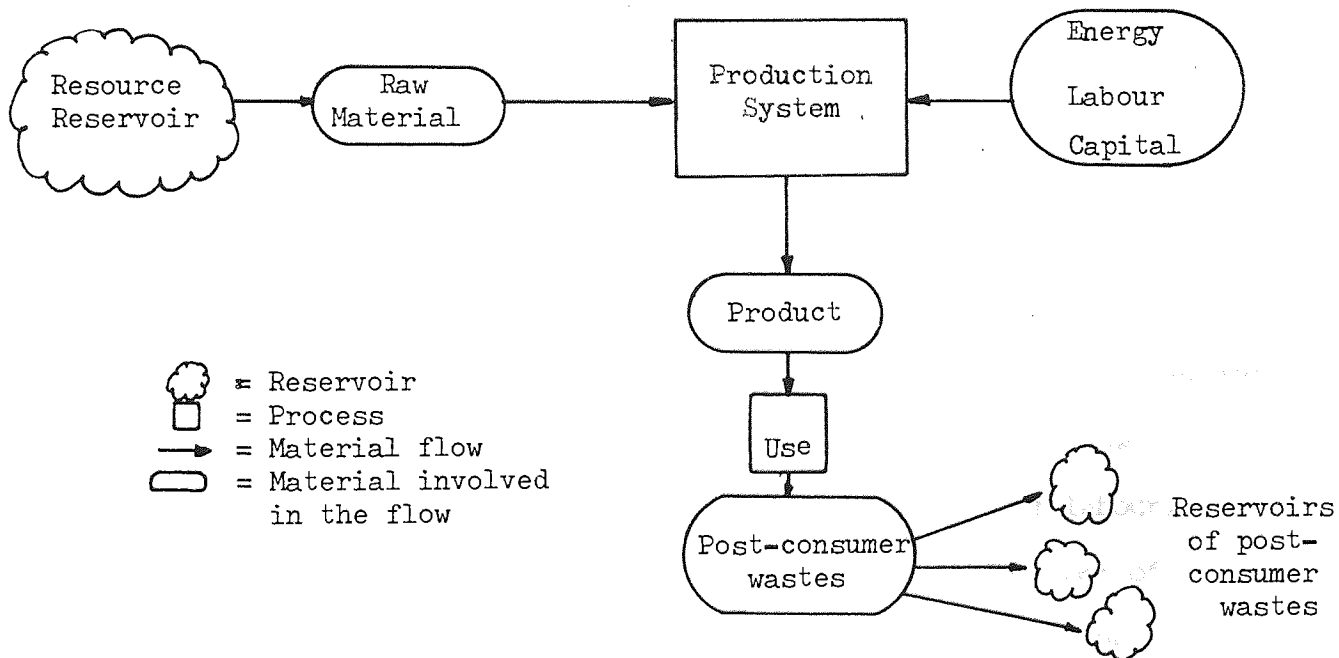 Resource
Reservoir
Raw
Material
Production
System
Energy
Labour
Capital
Product
= Reservoir
= Process
= Material flow
= Material involved
in the flow
Use
Post-consumer
wastes
Reservoirs
of post-
consumer
wastes